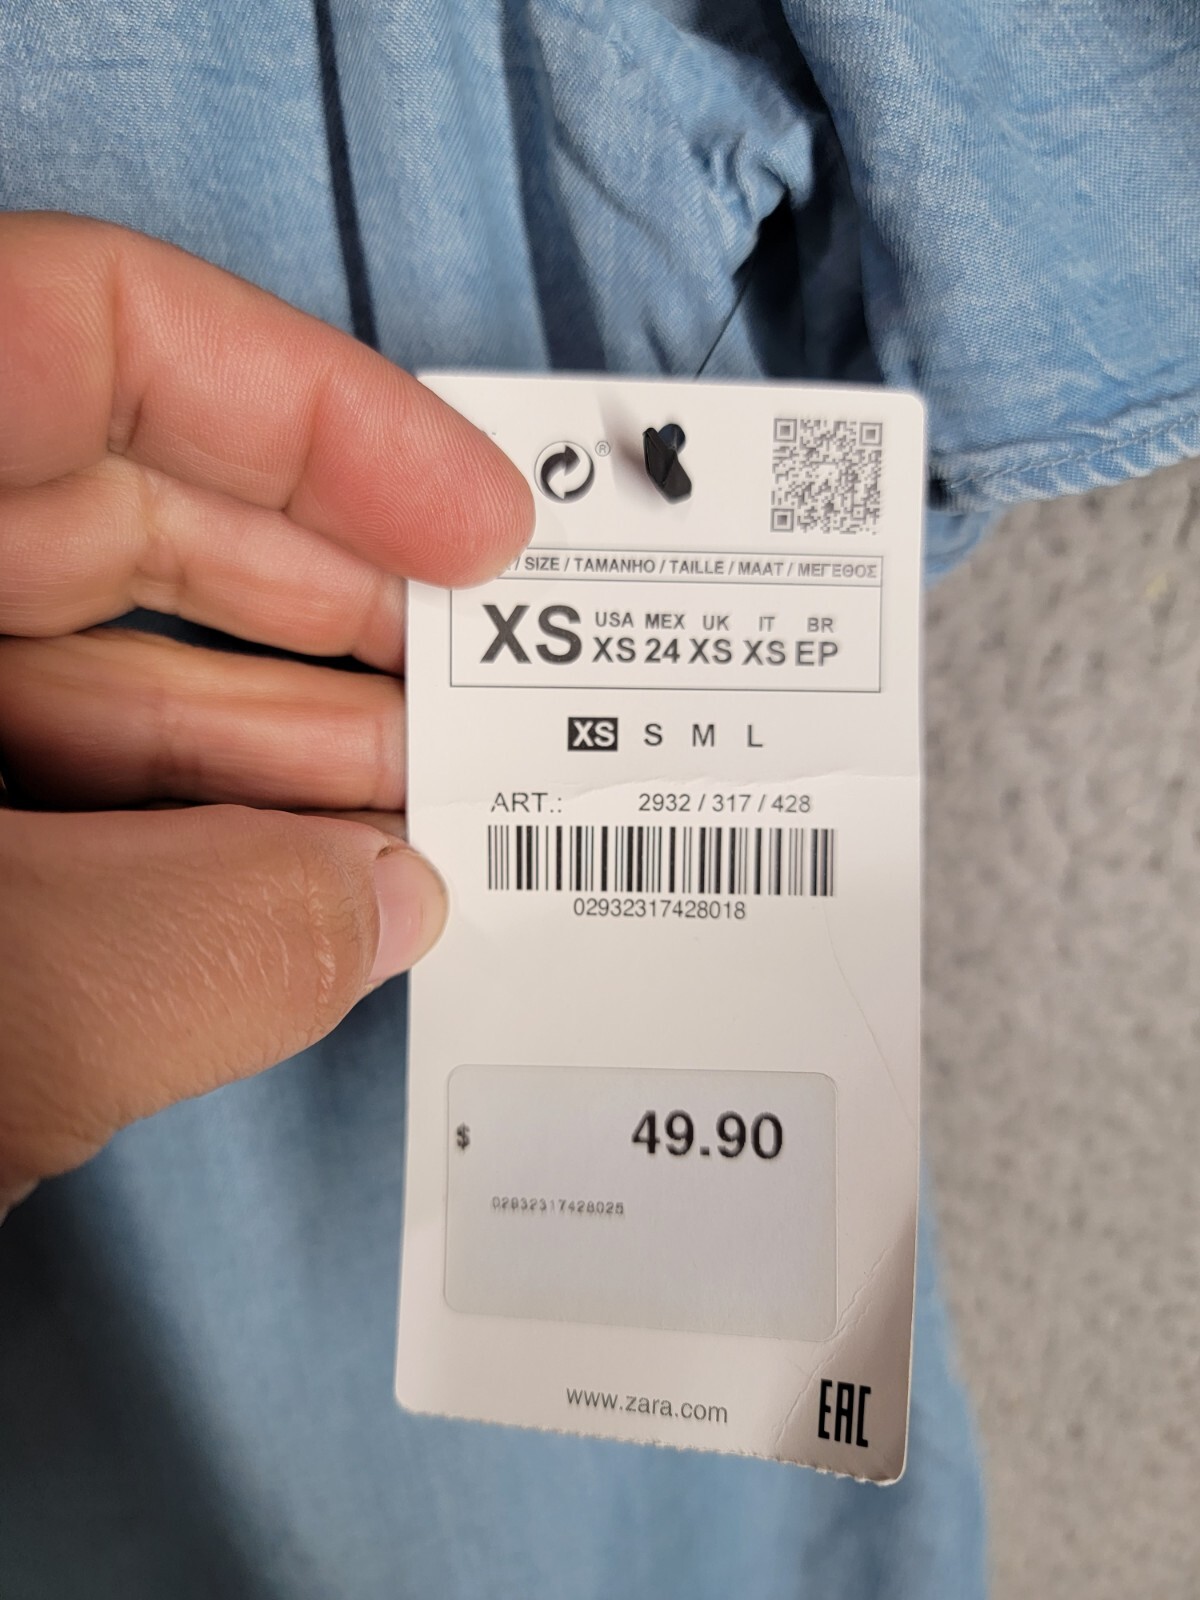 ®
/ SIZE / TAMANHO / TAILLE / MAAT / ΜΕΓΕΘΟΣ
USA MEX UK IT BR
XS XS 24 XS XS EP
XS S M L
ART.: 2932 / 317 / 428
02932317428018
$ 49.90
02932317428025
www.zara.com
EAC